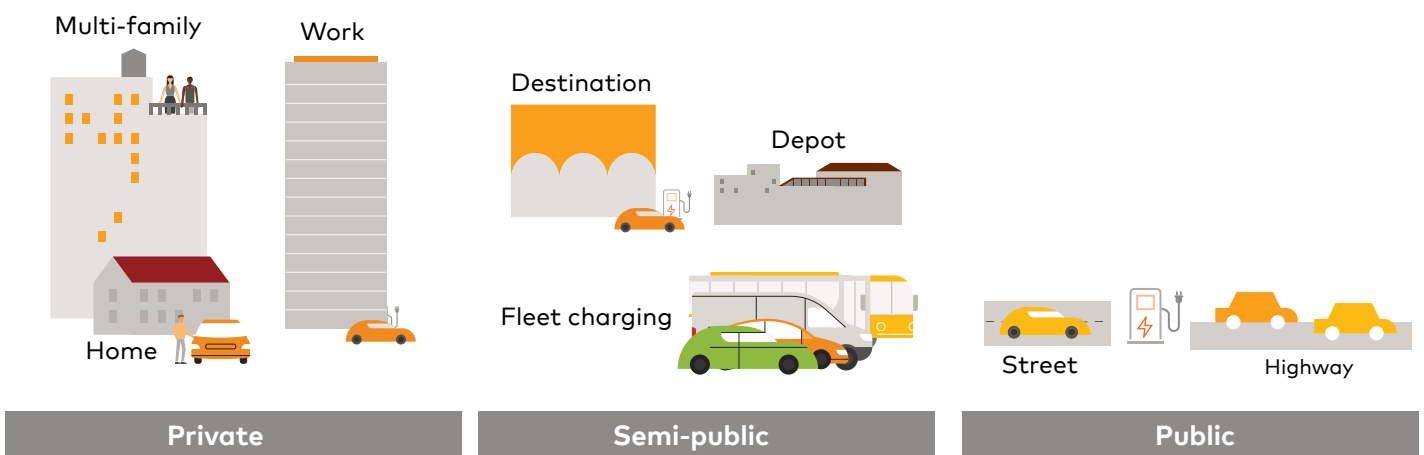 Multi-family
Work
Home
Private
Destination
Depot
Fleet charging
Semi-public
Street
Highway
Public